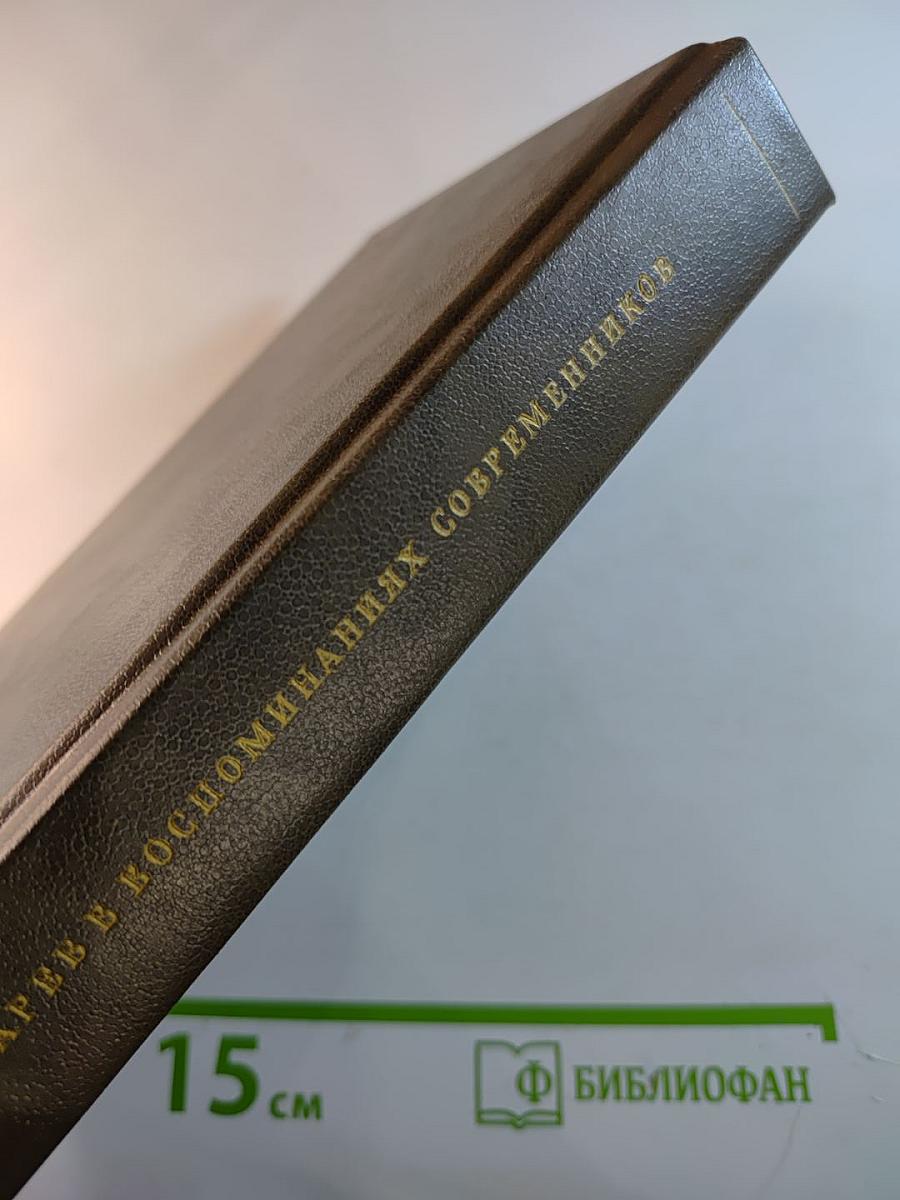 АРЕВ В ВОСПОМИНАНИЯХ СОВРЕМЕННИКОВ
15 см
Ф БИБЛИОФАН